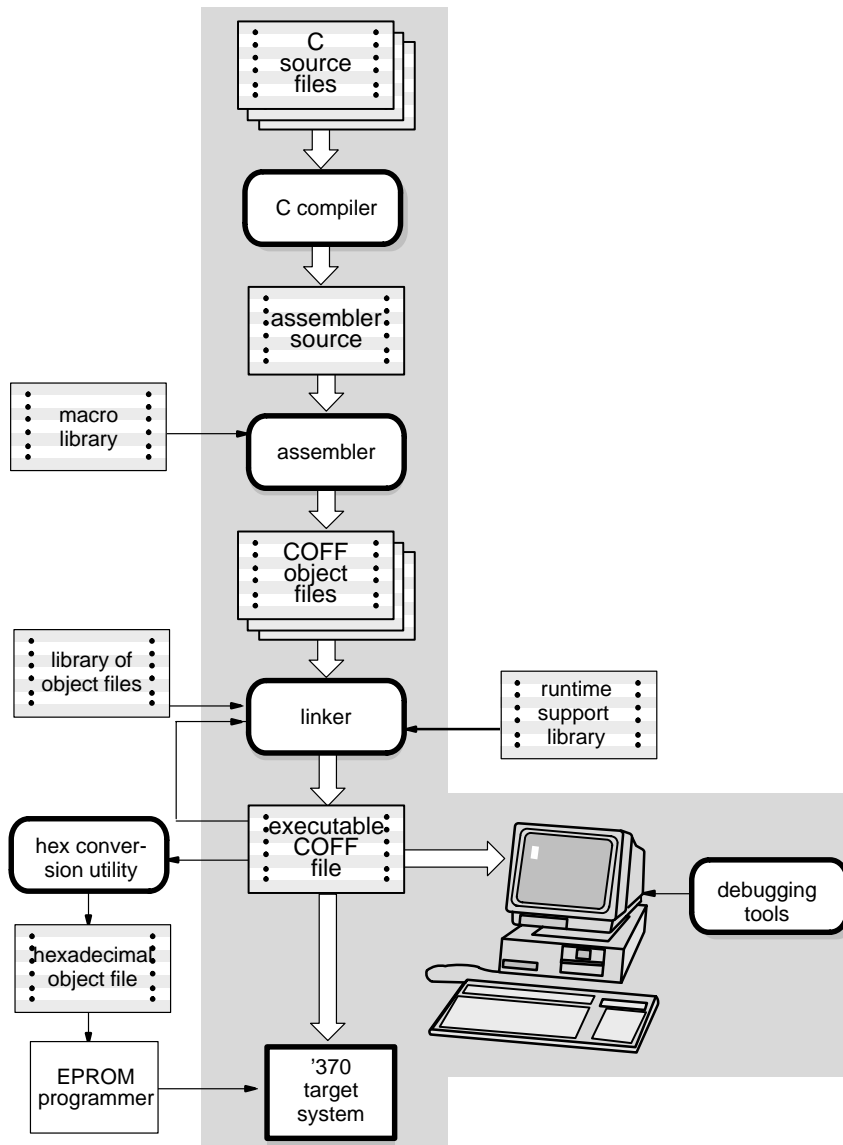 C
source
files
C compiler
assembler
source
macro
library
assembler
COFF
object
files
library of
object files
linker
runtime
support
library
executable
COFF
file
hex conver-
sion utility
debugging
tools
hexadecimal
object file
EPROM
programmer
’370
target
system